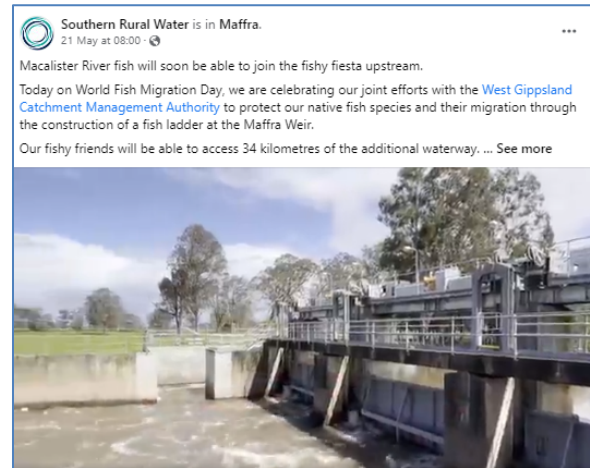 Southern Rural Water is in Maffra.
21 May at 08:00 ·
Macalister River fish will soon be able to join the fishy fiesta upstream.
Today on World Fish Migration Day, we are celebrating our joint efforts with the West Gippsland
Catchment Management Authority to protect our native fish species and their migration through
the construction of a fish ladder at the Maffra Weir.
Our fishy friends will be able to access 34 kilometres of the additional waterway. ... See more